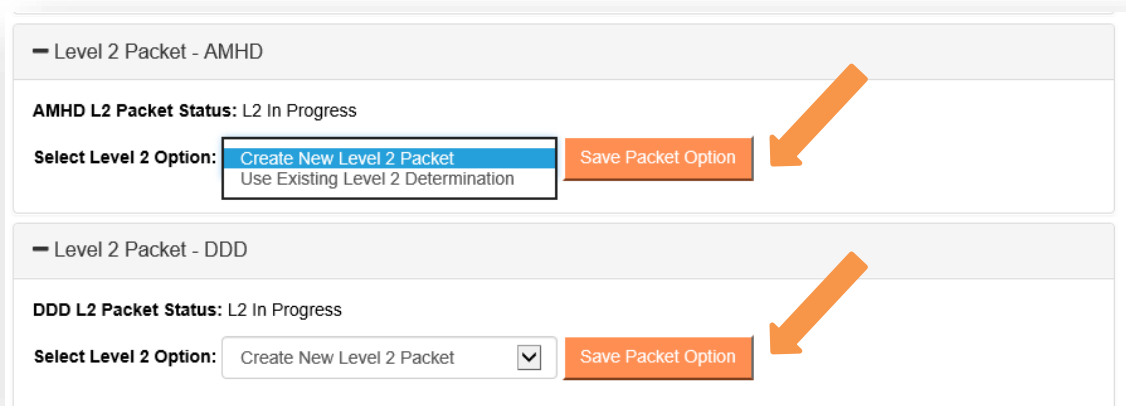 Level 2 Packet - AMHD
AMHD L2 Packet Status: L2 In Progress
Select Level 2 Option: Create New Level 2 Packet Save Packet Option
Use Existing Level 2 Determination
Level 2 Packet - DDD
DDD L2 Packet Status: L2 In Progress
Select Level 2 Option: Create New Level 2 Packet Save Packet Option